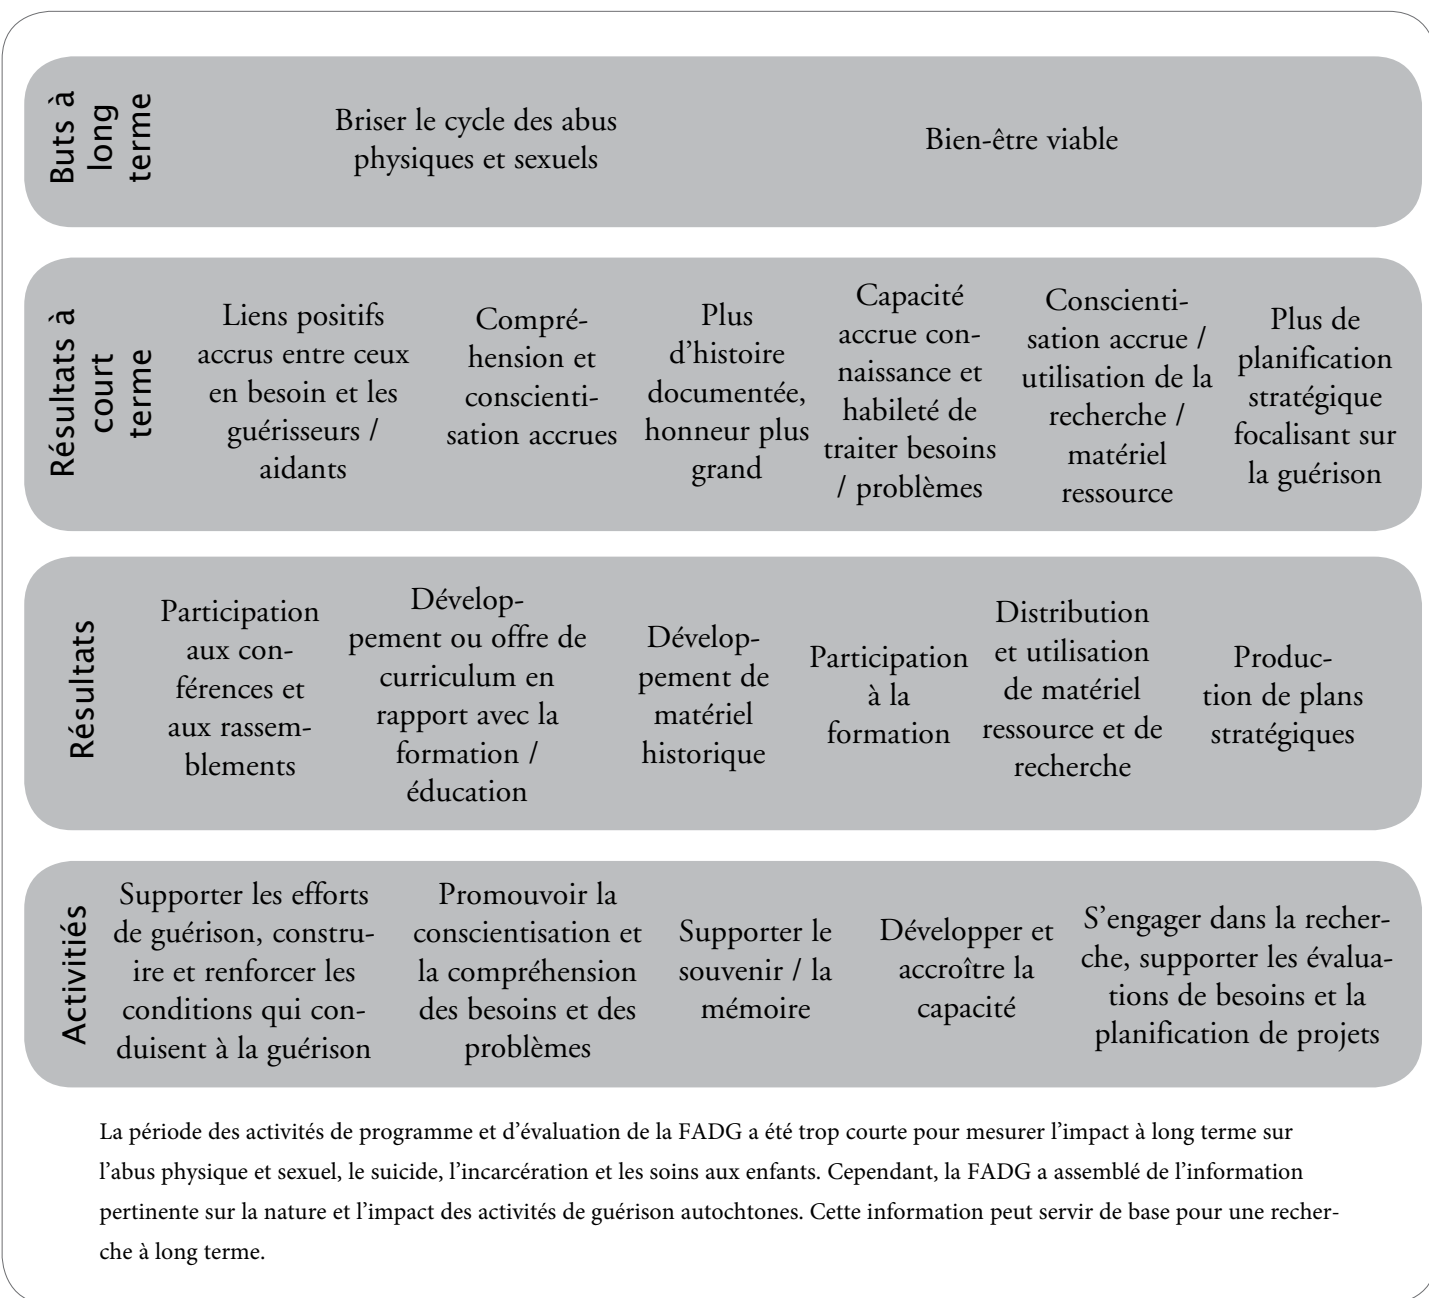 Buts à
long
terme
Briser le cycle des abus
physiques et sexuels
Bien-être viable
Résultats à
court
terme
Liens positifs
accrus entre ceux
en besoin et les
guérisseurs /
aidants
Compré-
hension et
conscienti-
sation accrues
Plus
d’histoire
documentée,
honneur plus
grand
Capacité
accrue con-
naissance et
habileté de
traiter besoins
/ problèmes
Conscienti-
sation accrue /
utilisation de la
recherche /
matériel
ressource
Plus de
planification
stratégique
focalisant sur
la guérison
Résultats
Participation
aux con-
férences et
aux rassem-
blements
Dévelop-
pement ou offre de
curriculum en
rapport avec la
formation /
éducation
Dévelop-
pement de
matériel
historique
Participation
à la
formation
Distribution
et utilisation
de matériel
ressource et de
recherche
Produc-
tion de plans
stratégiques
Activitiés
Supporter les efforts
de guérison, constru-
ire et renforcer les
conditions qui con-
duisent à la guérison
Promouvoir la
conscientisation et
la compréhension
des besoins et des
problèmes
Supporter le
souvenir / la
mémoire
Développer et
accroître la
capacité
S’engager dans la recher-
che, supporter les évalua-
tions de besoins et la
planification de projets
La période des activités de programme et d’évaluation de la FADG a été trop courte pour mesurer l’impact à long terme sur
l’abus physique et sexuel, le suicide, l’incarcération et les soins aux enfants. Cependant, la FADG a assemblé de l’information
pertinente sur la nature et l’impact des activités de guérison autochtones. Cette information peut servir de base pour une recher-
che à long terme.